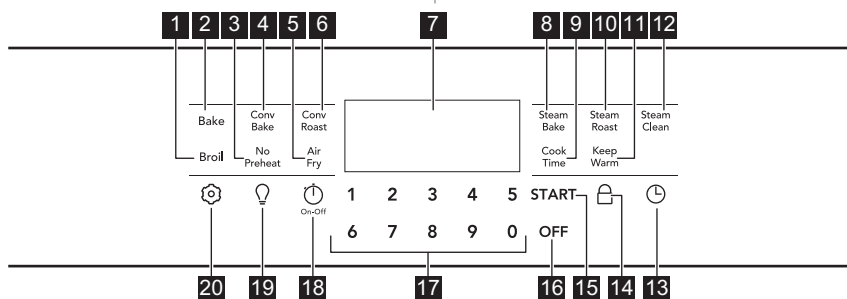 1 2 3 4 5 6 7 8 9 10 11 12
Bake Conv Bake Conv Roast Steam Bake Steam Roast Steam Clean
Broil No Preheat Air Fry Cook Time Keep Warm
On-Off 1 2 3 4 5 START
6 7 8 9 0 OFF
20 19 18 17 16 15 14 13